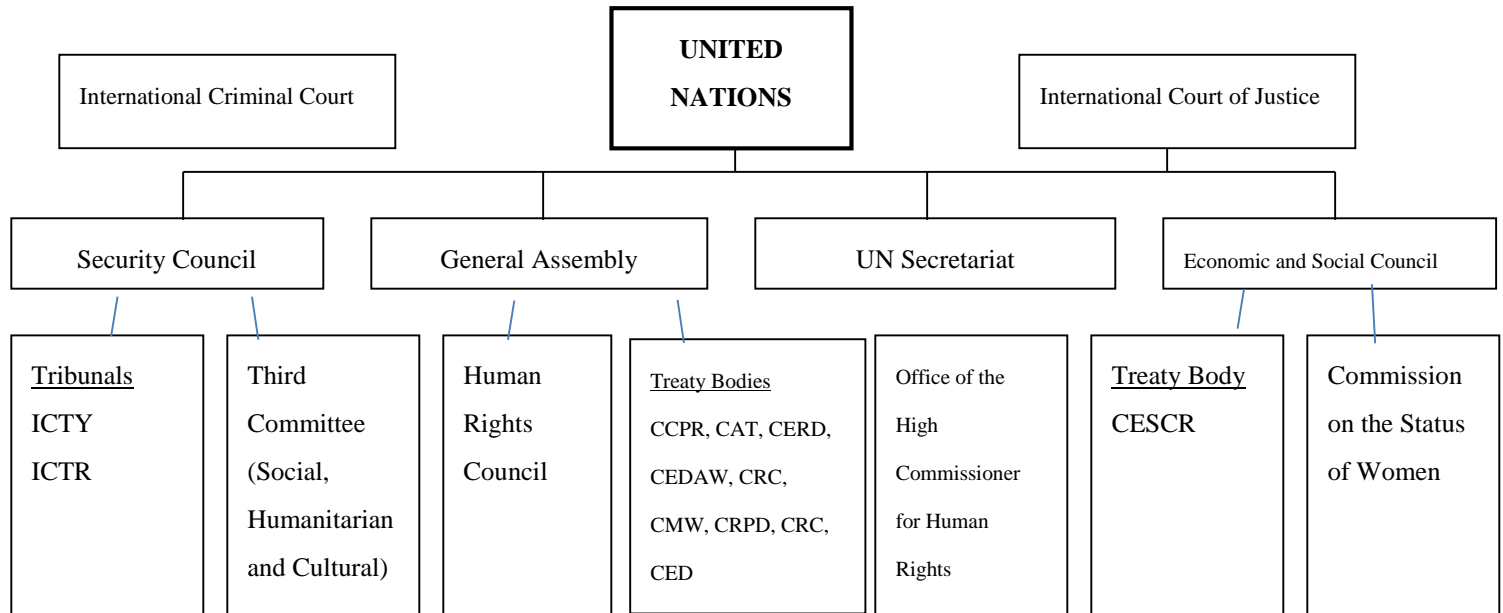 UNITED
NATIONS
International Criminal Court
International Court of Justice
Security Council
General Assembly
UN Secretariat
Economic and Social Council
Tribunals
ICTY
ICTR
Third
Committee
(Social,
Humanitarian
and Cultural)
Human
Rights
Council
Treaty Bodies
CCPR, CAT, CERD,
CEDAW, CRC,
CMW, CRPD, CRC,
CED
Office of the
High
Commissioner
for Human
Rights
Treaty Body
CESCR
Commission
on the Status
of Women